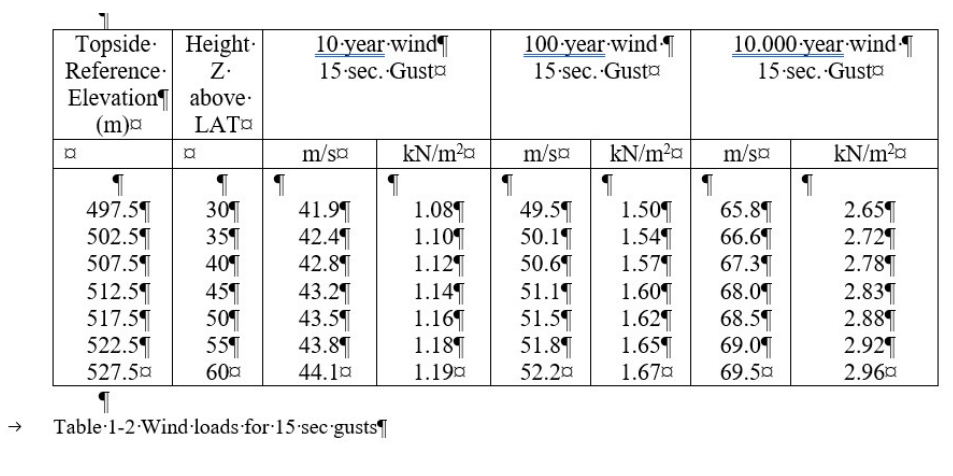 Topside Reference Elevation (m) Height Z above LAT 10 year wind 15 sec. Gust 100 year wind 15 sec. Gust 10.000 year wind 15 sec. Gust
m/s kN/m² m/s kN/m² m/s kN/m²
497.5 30 41.9 1.08 49.5 1.50 65.8 2.65
502.5 35 42.4 1.10 50.1 1.54 66.6 2.72
507.5 40 42.8 1.12 50.6 1.57 67.3 2.78
512.5 45 43.2 1.14 51.1 1.60 68.0 2.83
517.5 50 43.5 1.16 51.5 1.62 68.5 2.88
522.5 55 43.8 1.18 51.8 1.65 69.0 2.92
527.5 60 44.1 1.19 52.2 1.67 69.5 2.96
Table 1-2 Wind loads for 15 sec gusts